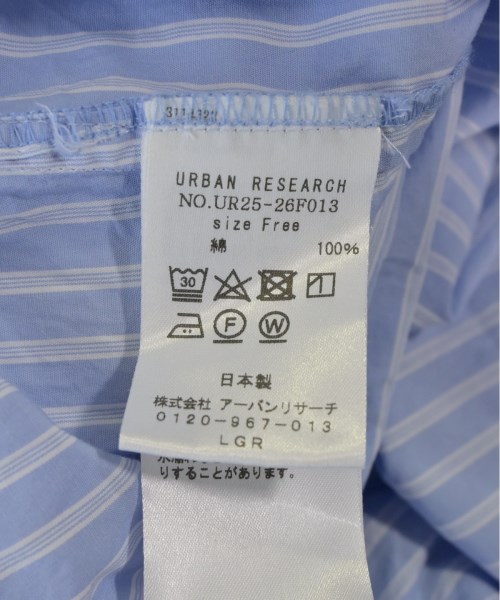 URBAN RESEARCH
NO.UR25-26F013
size Free
綿 100%
30
F W
日本製
株式会社 アーバンリサーチ
0120-967-013
LGR
りすることがあります。